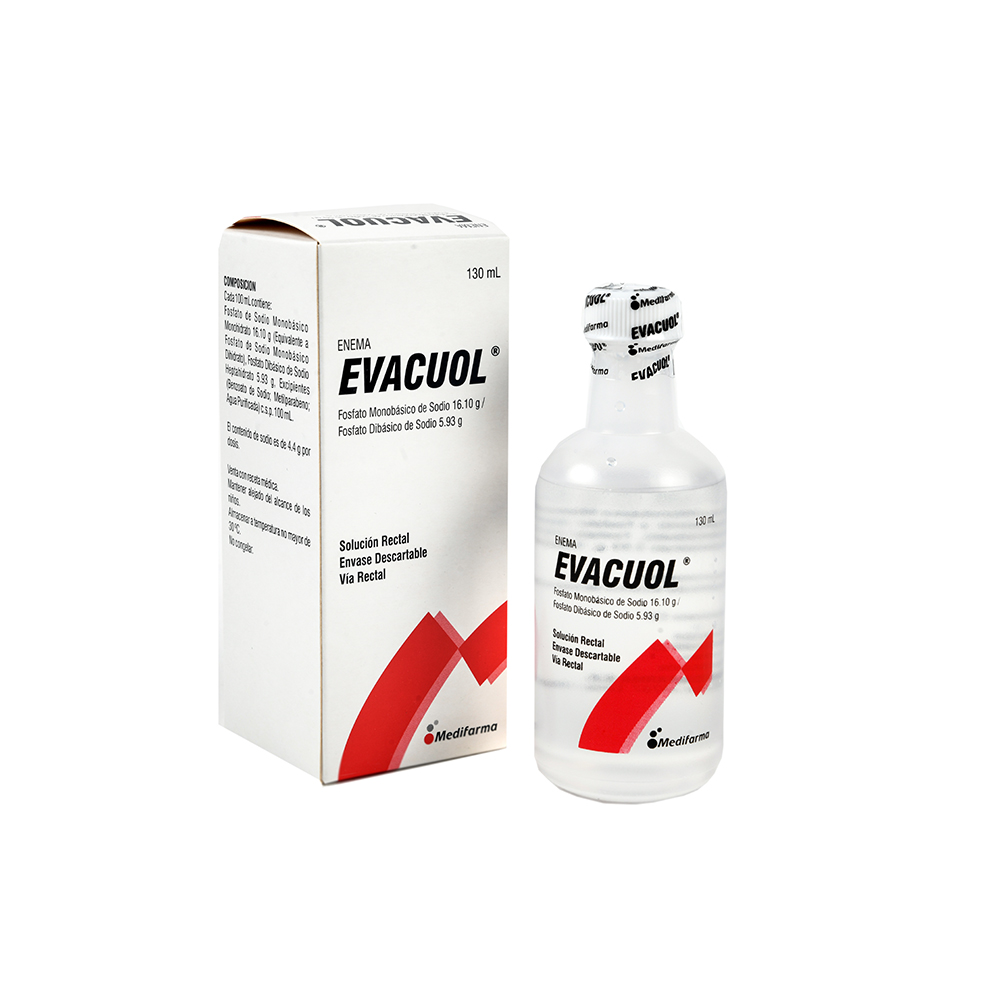 ENEMA
EVACUOL®
COMPOSICION
Cada 100 mL contiene:
Fosfato de Sodio Monobásico
Monohidrato 16.10 g (Equivalente a
Fosfato de Sodio Monobásico
Dihidrato), Fosfato Dibásico de Sodio
Heptahidrato 5.93 g, Excipientes
(Benzoato de Sodio; Metilparabeno;
Agua Purificada) c.s.p. 100 mL.
El contenido de sodio es de 4.4 g por
dosis.
Venta con receta médica.
Mantener alejado del alcance de los
niños.
Almacenar a temperatura no mayor de
30 ºC.
No congelar.
130 mL
ENEMA
EVACUOL®
Fosfato Monobásico de Sodio 16.10 g /
Fosfato Dibásico de Sodio 5.93 g
Solución Rectal
Envase Descartable
Vía Rectal
Medifarma
CUOL®
Medifarma
farma
EVACUOL®
Medifarma
EVACUOL
130 mL
ENEMA
EVACUOL®
Fosfato Monobásico de Sodio 16.10 g /
Fosfato Dibásico de Sodio 5.93 g
Solución Rectal
Envase Descartable
Vía Rectal
Medifarma